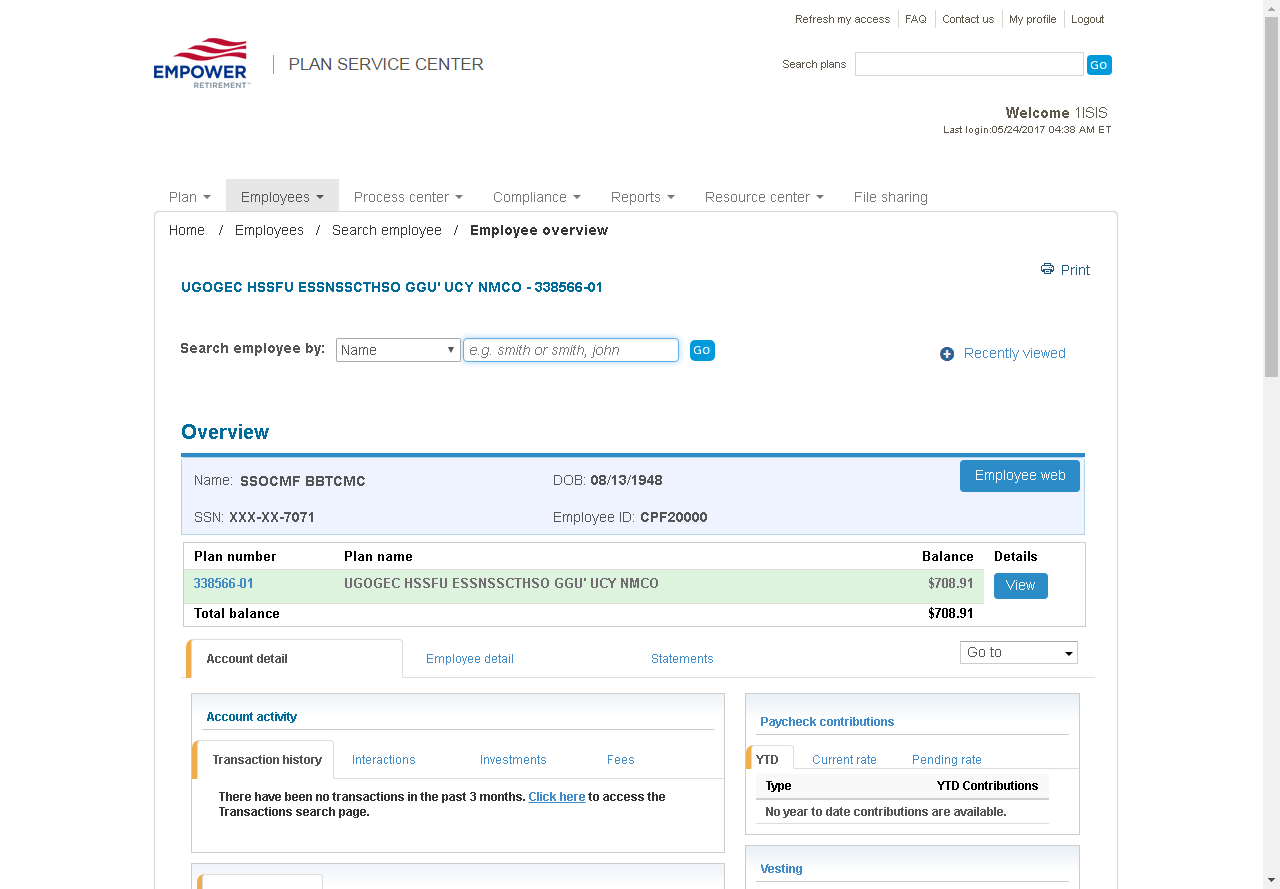 Refresh my access FAQ Contact us My profile Logout
EMPOWER
RETIREMENT™
PLAN SERVICE CENTER
Search plans Go
Welcome 1ISIS
Last login:05/24/2017 04:38 AM ET
Plan Employees Process center Compliance Reports Resource center File sharing
Home / Employees / Search employee / Employee overview
Print
UGOGEC HSSFU ESSNSSCTHSO GGU' UCY NMCO - 338566-01
Search employee by: Name e.g. smith or smith, john Go
Recently viewed
Overview
Name: SSOCMF BBTCMC DOB: 08/13/1948 Employee web
SSN: XXX-XX-7071 Employee ID: CPF20000
Plan number Plan name Balance Details
338566-01 UGOGEC HSSFU ESSNSSCTHSO GGU' UCY NMCO $708.91 View
Total balance $708.91
Account detail Employee detail Statements Go to
Account activity
Transaction history Interactions Investments Fees
There have been no transactions in the past 3 months. Click here to access the
Transactions search page.
Paycheck contributions
YTD Current rate Pending rate
Type YTD Contributions
No year to date contributions are available.
Vesting